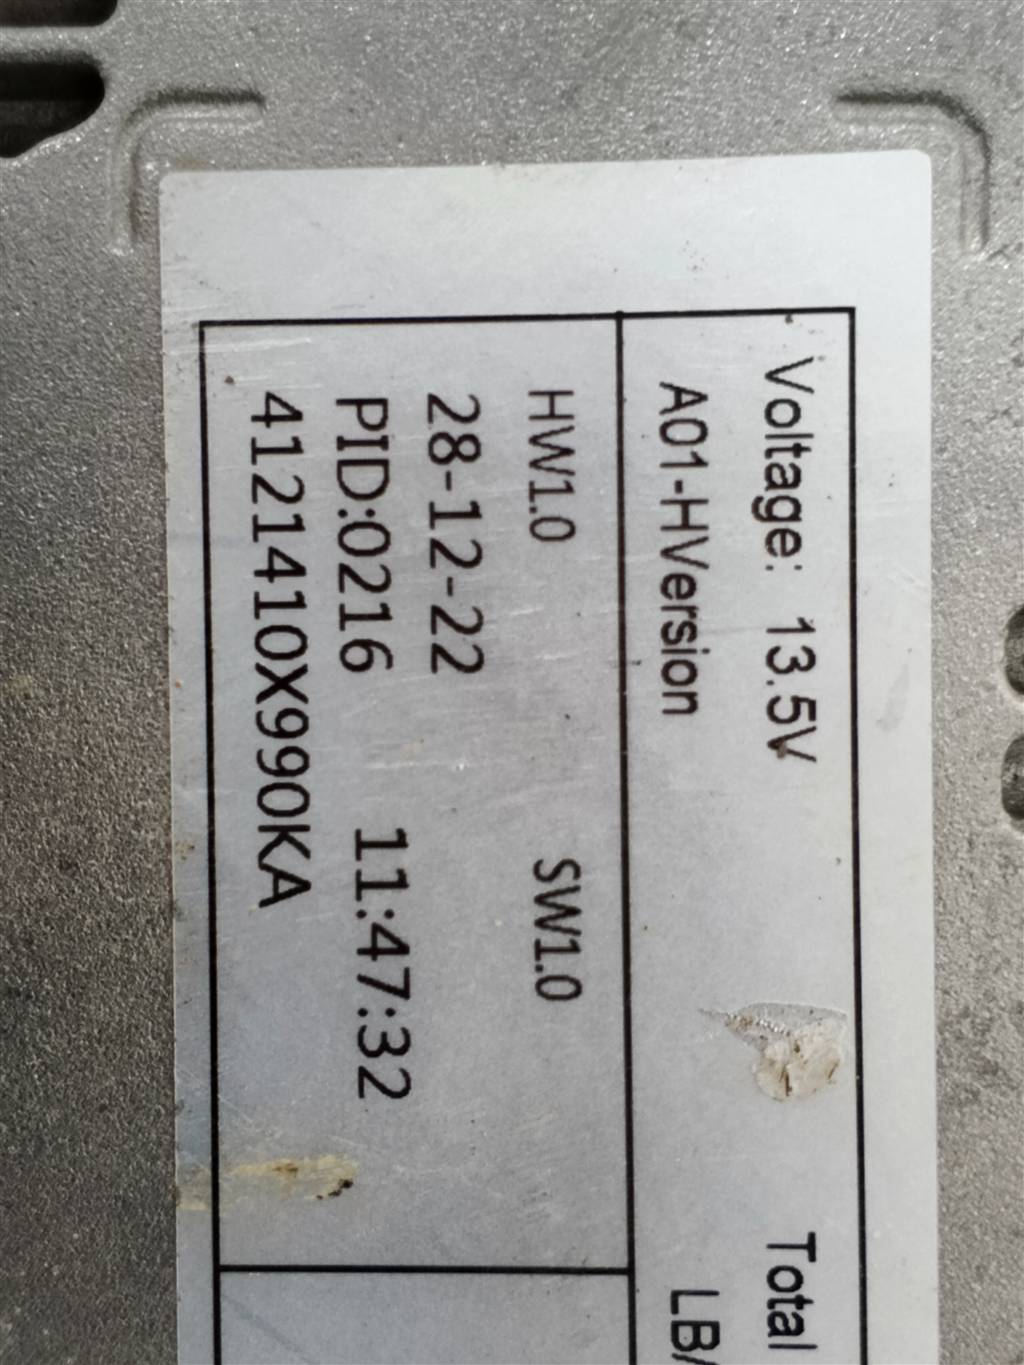 Voltage: 13.5V Total
A01-HVersion LB/
HW1.0 SW1.0
28-12-22
PID:0216 11:47:32
4121410X990KA